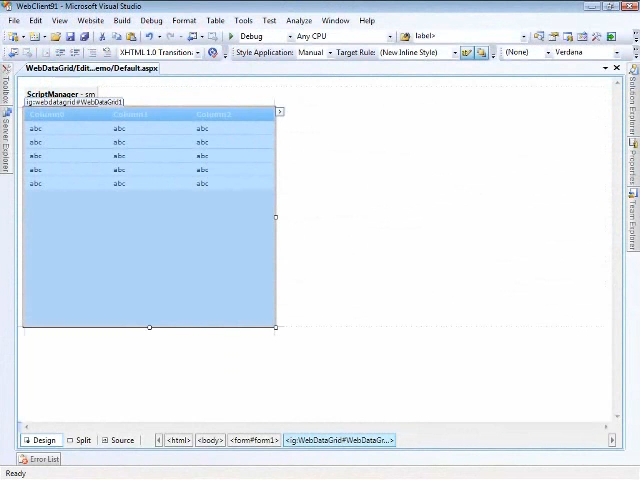 WebClient91 - Microsoft Visual Studio
File Edit View Website Build Debug Format Table Tools Test Analyze Window Help
Debug Any CPU label>
XHTML 1.0 Transition. Style Application: Manual Target Rule: (New Inline Style) (None) Verdana
WebDataGrid/Edit...emo/Default.aspx
Toolbox
Server Explorer
ScriptManager - sm
ig:webdatagrid#WebDataGrid1
Column0 Column1 Column2
abc abc abc
abc abc abc
abc abc abc
abc abc abc
abc abc abc
Solution Explorer
Properties
Team Explorer
Design Split Source <html> <body> <form#form1> <ig:WebDataGrid#WebDataGr...>
Error List
Ready